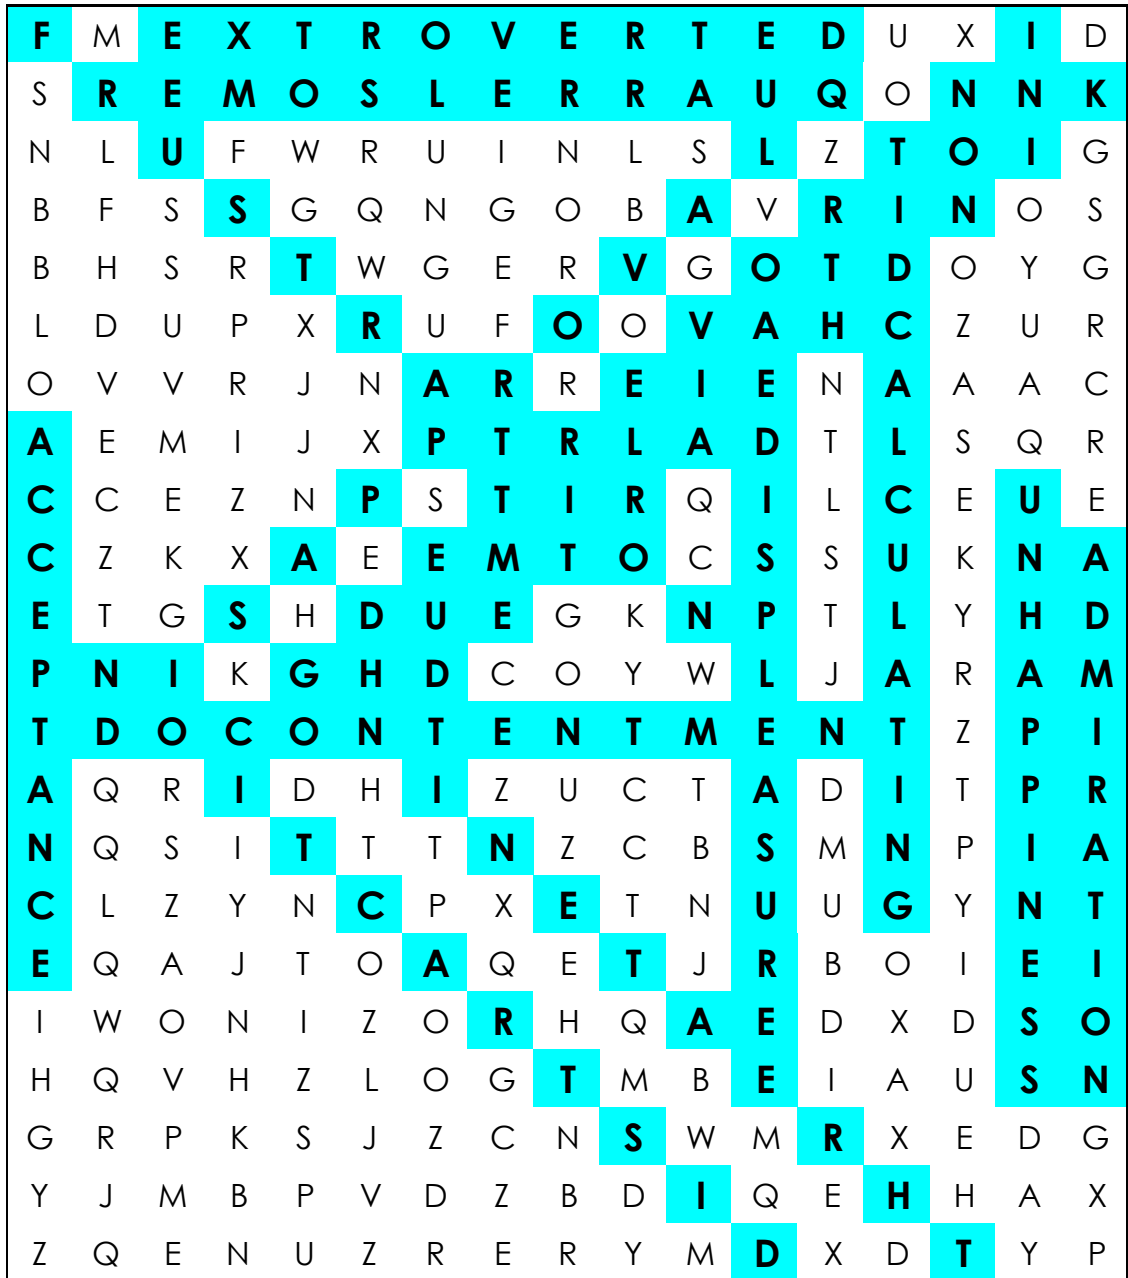 F M E X T R O V E R T E D U X I D
S R E M O S L E R R A U Q O N N K
N L U F W R U I N L S L Z T O I G
B F S S G Q N G O B A V R I N O S
B H S R T W G E R V G O T D O Y G
L D U P X R U F O O V A H C Z U R
O V V R J N A R R E I E N A A A C
A E M I J X P T R L A D T L S Q R
C C E Z N P S T I R Q I L C E U E
C Z K X A E E M T O C S S U K N A
E T G S H D U E G K N P T L Y H D
P N I K G H D C O Y W L J A R A M
T D O C O N T E N T M E N T Z P I
A Q R I D H I Z U C T A D I T P R
N Q S I T T T N Z C B S M N P I A
C L Z Y N C P X E T N U U G Y N T
E Q A J T O A Q E T J R B O I E I
I W O N I Z O R H Q A E D X D S O
H Q V H Z L O G T M B E I A U S N
G R P K S J Z C N S W M R X E D G
Y J M B P V D Z B D I Q E H H A X
Z Q E N U Z R E R Y M D X D T Y P